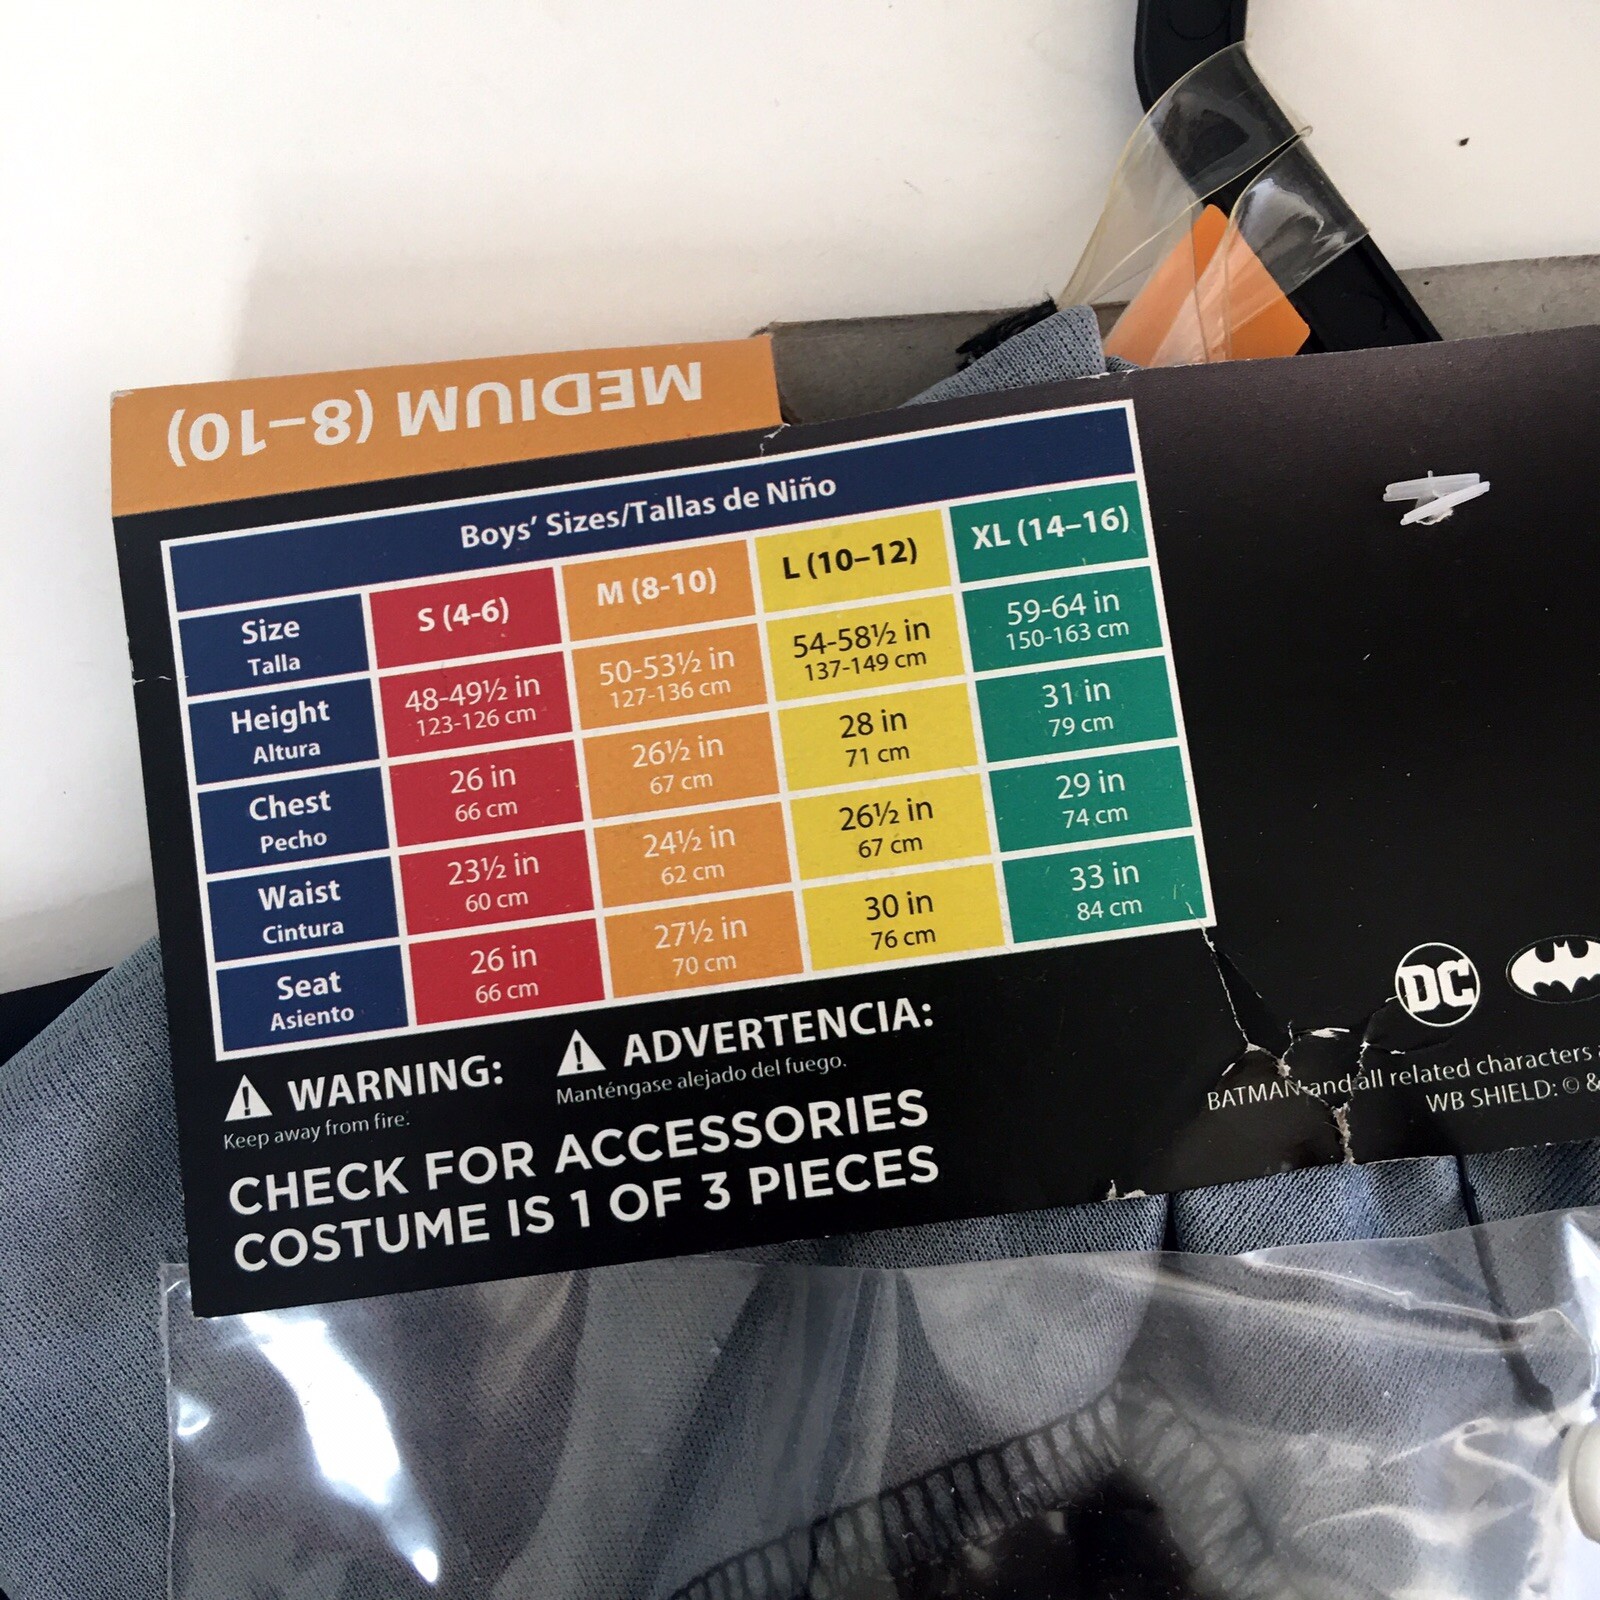 MEDIUM (8–10)
Boys’ Sizes/Tallas de Niño
Size S (4-6) M (8-10) L (10–12) XL (14–16)
Talla
Height 48-49½ in 50-53½ in 54-58½ in 59-64 in
Altura 123-126 cm 127-136 cm 137-149 cm 150-163 cm
Chest 26 in 26½ in 28 in 31 in
Pecho 66 cm 67 cm 71 cm 79 cm
Waist 23½ in 24½ in 26½ in 29 in
Cintura 60 cm 62 cm 67 cm 74 cm
Seat 26 in 27½ in 30 in 33 in
Asiento 66 cm 70 cm 76 cm 84 cm
WARNING:
Keep away from fire.
ADVERTENCIA:
Manténgase alejado del fuego.
CHECK FOR ACCESSORIES
COSTUME IS 1 OF 3 PIECES
DC
BATMAN and all related characters
WB SHIELD: © &